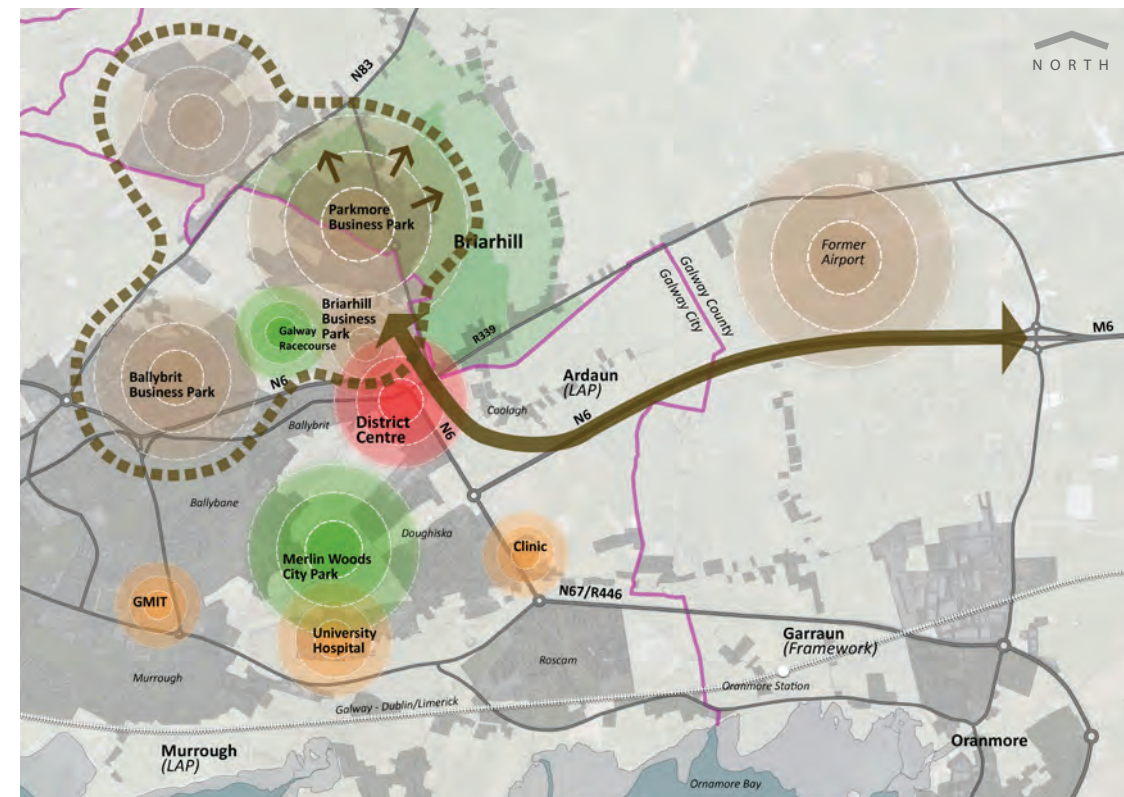 NORTH
N83
Parkmore
Business Park
Briarhill
Former
Airport
Galway County
Galway City
Briarhill
Business
Park
Galway
Racecourse
R339
M6
Ballybrit
Business Park
N6
Ardaun
(LAP)
Coolagh
N6
Ballybrit
District
Centre
N6
Ballybane
Doughiska
Clinic
Merlin Woods
City Park
N67/R446
GMIT
University
Hospital
Garraun
(Framework)
Roscam
Murrough
Oranmore Station
Galway - Dublin/Limerick
Oranmore
Murrough
(LAP)
Ornamore Bay